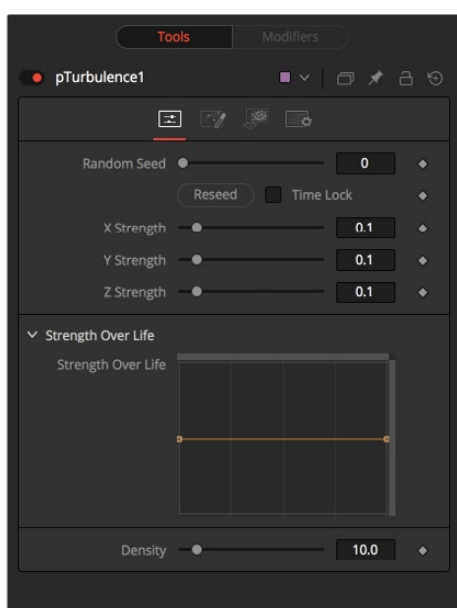 Tools Modifiers
pTurbulence1
Random Seed 0
Reseed Time Lock
X Strength 0.1
Y Strength 0.1
Z Strength 0.1
Strength Over Life
Strength Over Life
Density 10.0